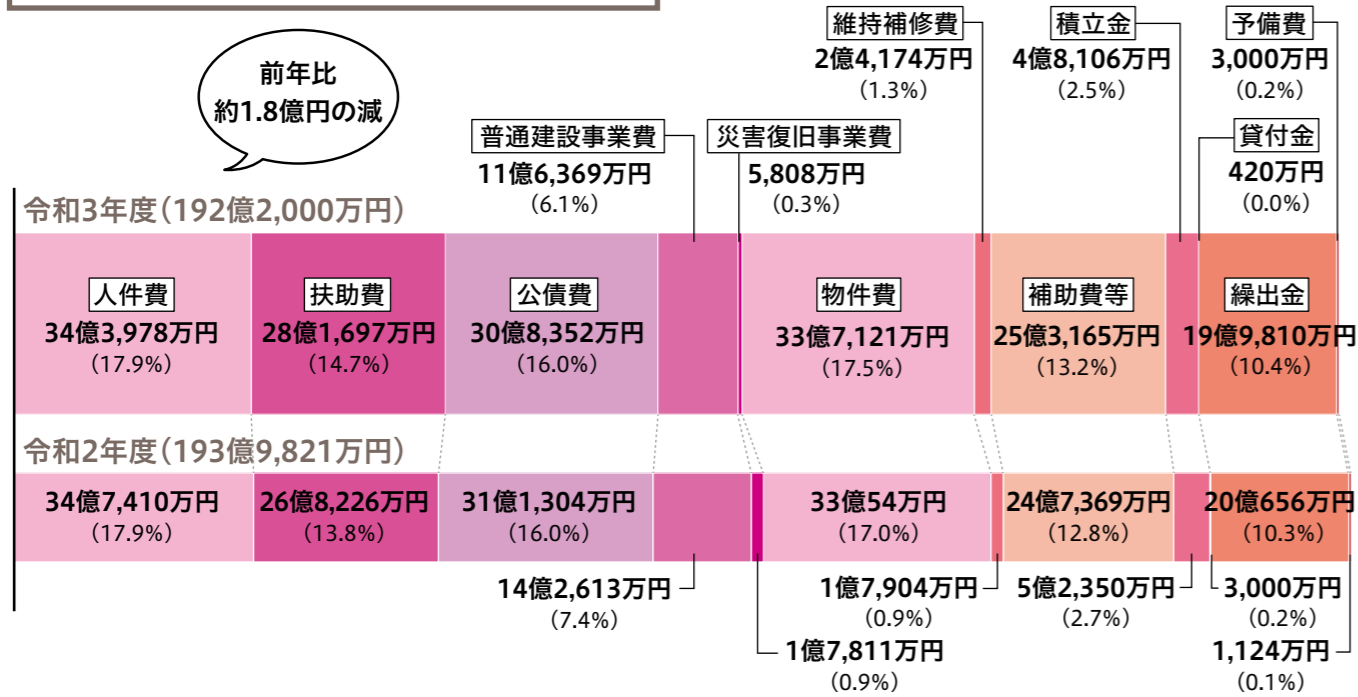 前年比
約1.8億円の減
維持補修費
2億4,174万円
(1.3%)
積立金
4億8,106万円
(2.5%)
予備費
3,000万円
(0.2%)
普通建設事業費
11億6,369万円
(6.1%)
災害復旧事業費
5,808万円
(0.3%)
貸付金
420万円
(0.0%)
令和3年度(192億2,000万円)
人件費
34億3,978万円
(17.9%)
扶助費
28億1,697万円
(14.7%)
公債費
30億8,352万円
(16.0%)
物件費
33億7,121万円
(17.5%)
補助費等
25億3,165万円
(13.2%)
繰出金
19億9,810万円
(10.4%)
令和2年度(193億9,821万円)
34億7,410万円
(17.9%)
26億8,226万円
(13.8%)
31億1,304万円
(16.0%)
33億54万円
(17.0%)
24億7,369万円
(12.8%)
20億656万円
(10.3%)
14億2,613万円
(7.4%)
1億7,811万円
(0.9%)
1億7,904万円
(0.9%)
5億2,350万円
(2.7%)
3,000万円
(0.2%)
1,124万円
(0.1%)